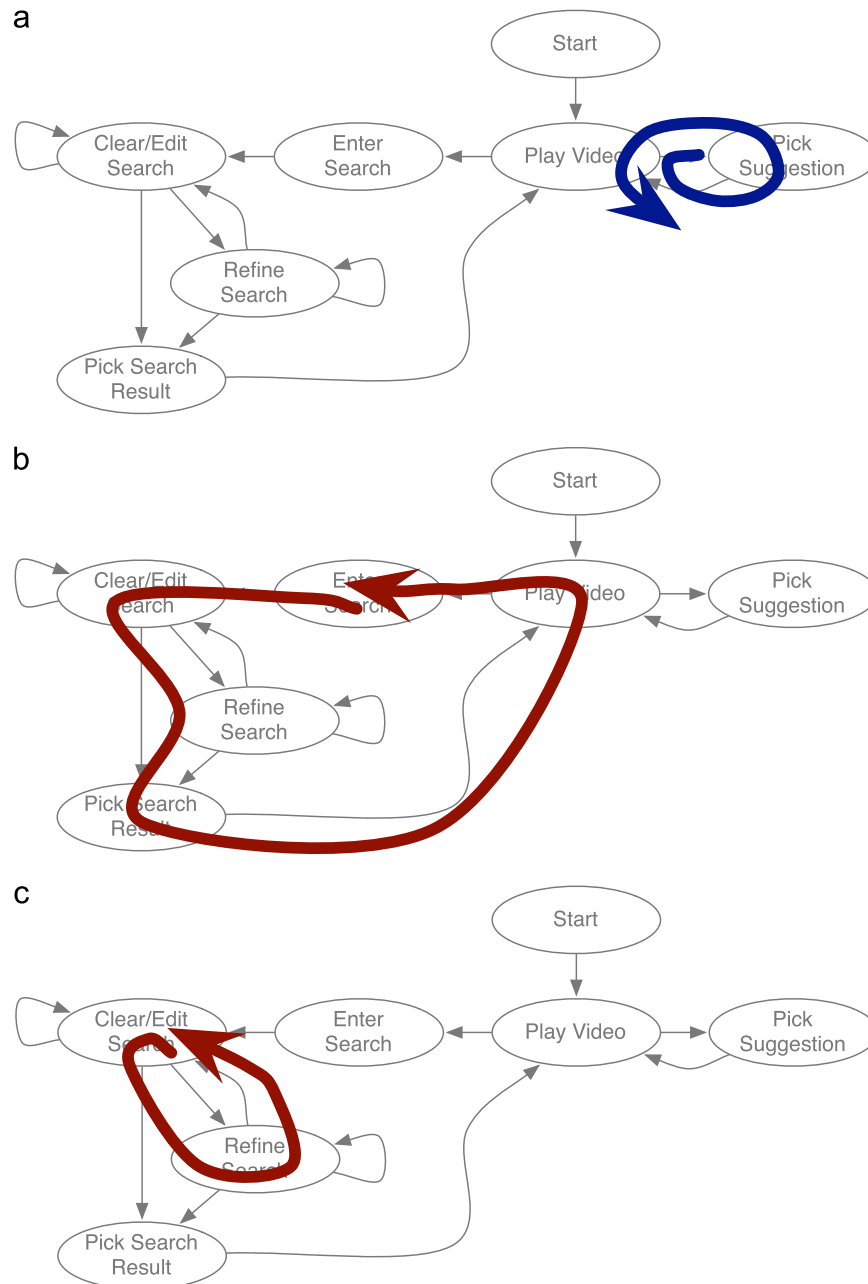 a
Start
Clear/Edit
Search
Enter
Search
Play Video
Pick
Suggestion
Refine
Search
Pick Search
Result
b
Start
Clear/Edit
Search
Enter
Search
Play Video
Pick
Suggestion
Refine
Search
Pick Search
Result
c
Start
Clear/Edit
Search
Enter
Search
Play Video
Pick
Suggestion
Refine
Search
Pick Search
Result